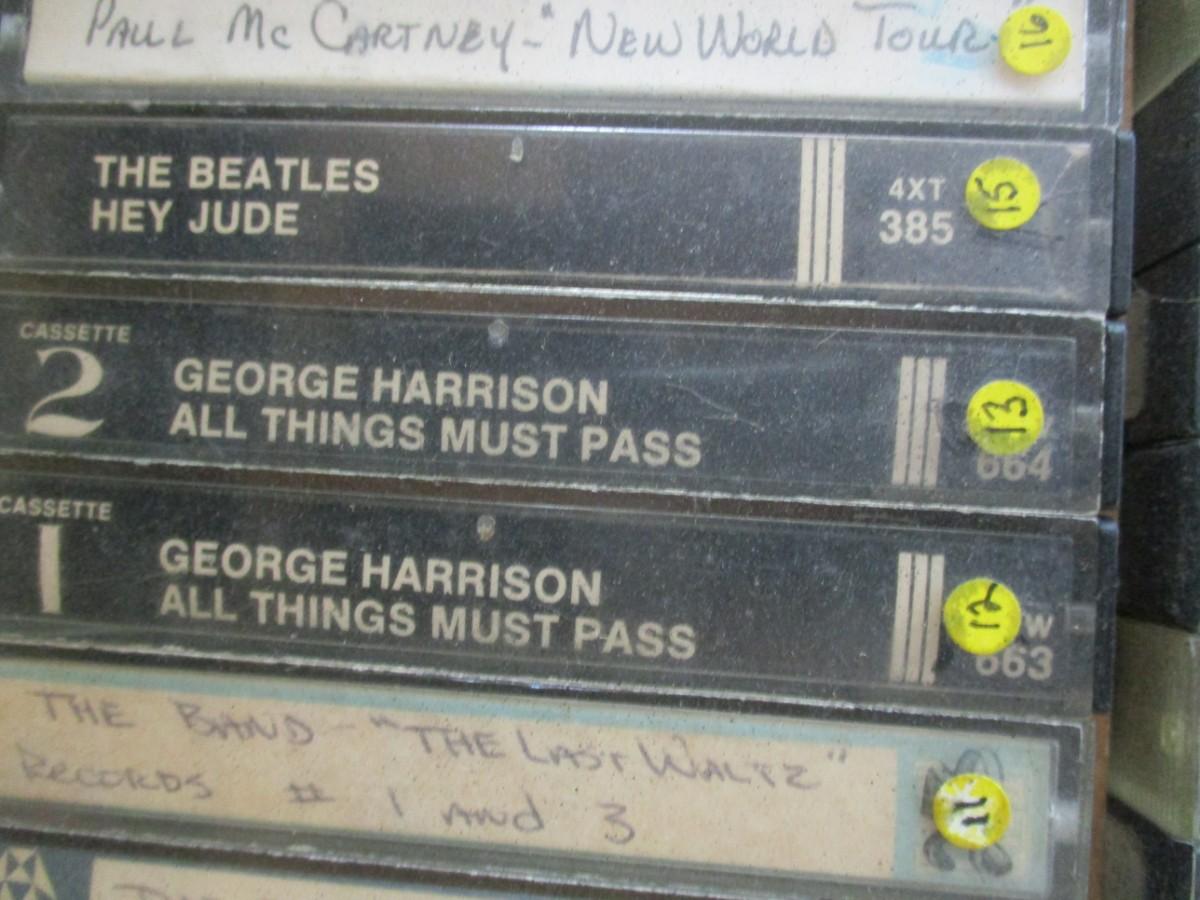 PAUL McCARTNEY - "NEW WORLD TOUR"
16
THE BEATLES
HEY JUDE
4XT
385
15
CASSETTE
2
GEORGE HARRISON
ALL THINGS MUST PASS
13
664
CASSETTE
1
GEORGE HARRISON
ALL THINGS MUST PASS
12
W
663
THE BAND - "THE LAST WALTZ"
RECORDS # 1 AND 3
11